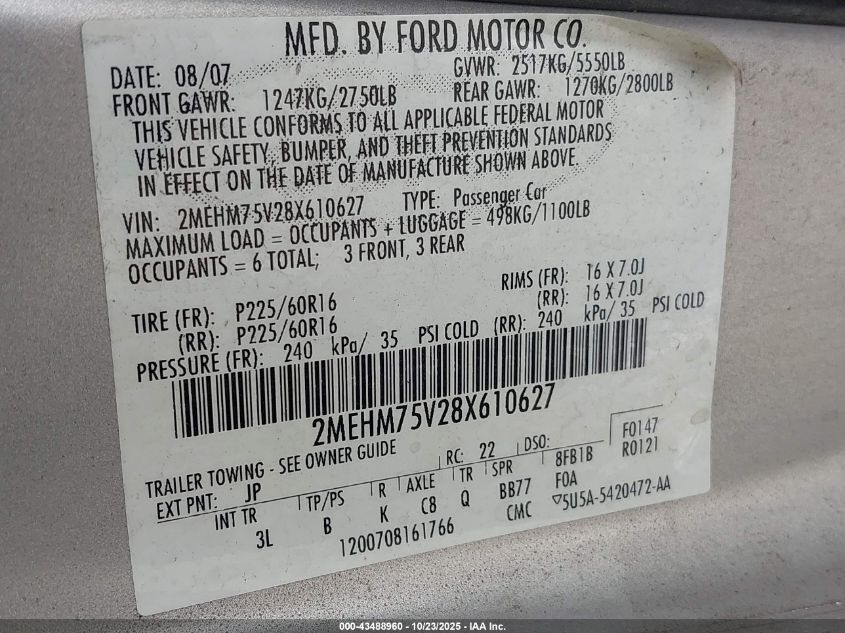 MFD. BY FORD MOTOR CO.
DATE: 08/07 GVWR: 2517KG/5550LB
FRONT GAWR: 1247KG/2750LB REAR GAWR: 1270KG/2800LB
THIS VEHICLE CONFORMS TO ALL APPLICABLE FEDERAL MOTOR
VEHICLE SAFETY, BUMPER, AND THEFT PREVENTION STANDARDS
IN EFFECT ON THE DATE OF MANUFACTURE SHOWN ABOVE.
VIN: 2MEHM75V28X610627 TYPE: Passenger Car
MAXIMUM LOAD = OCCUPANTS + LUGGAGE = 498KG/1100LB
OCCUPANTS = 6 TOTAL; 3 FRONT, 3 REAR
TIRE (FR): P225/60R16 RIMS (FR): 16 X 7.0J
(RR): P225/60R16 (RR): 16 X 7.0J
PRESSURE (FR): 240 kPa/ 35 PSI COLD (RR): 240 kPa/ 35 PSI COLD
2MEHM75V28X610627
TRAILER TOWING - SEE OWNER GUIDE
EXT PNT: JP RC: 22 DSO: F0147
R0121
INT TR TP/PS R AXLE TR SPR 8FB1B
3L B K C8 Q BB77 FOA
1200708161766 CMC ▽5U5A-5420472-AA
000-43488960 - 10/23/2025 - IAA Inc.